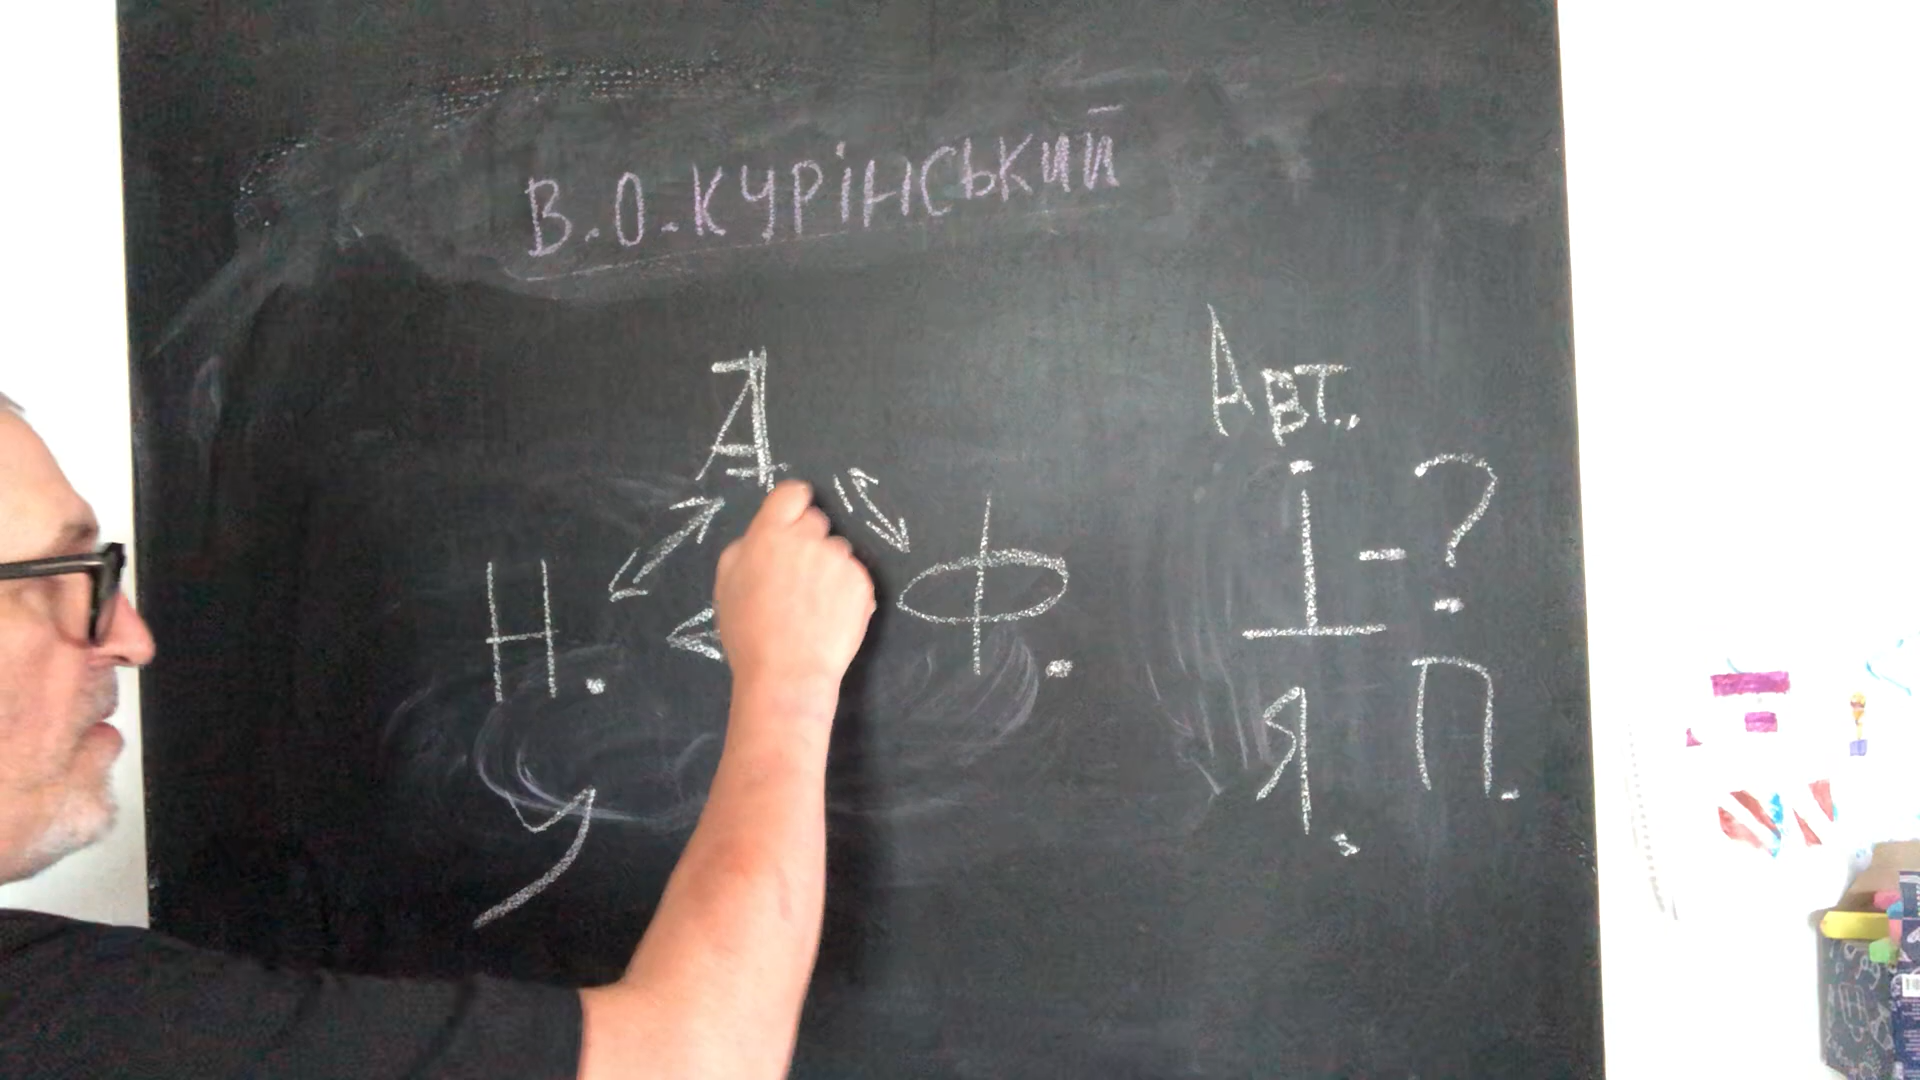 В.О.КУРІНСЬКИЙ
Д
Н. Ф.
У
Авт.,
І - ?
Я. П.